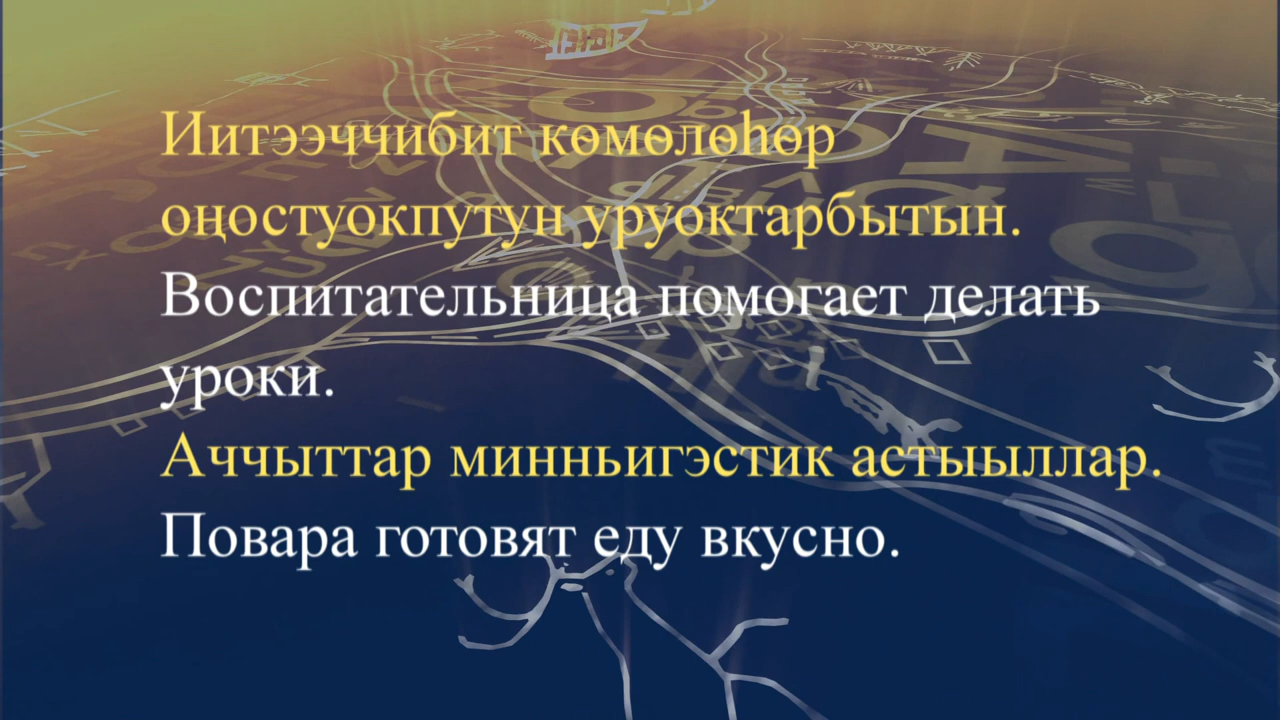 Иитээччибит көмөлөһөр
оҥостуокпутун уруоктарбытын.
Воспитательница помогает делать
уроки.
Аччыттар минньигэстик астыыллар.
Повара готовят еду вкусно.